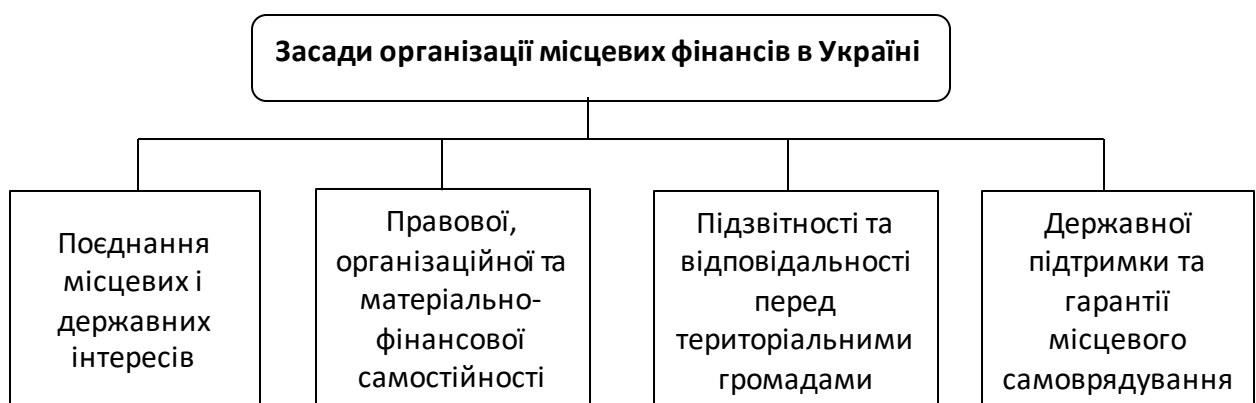 Засади організації місцевих фінансів в Україні
Поєднання
місцевих і
державних
інтересів
Правової,
організаційної та
матеріально-
фінансової
самостійності
Підзвітності та
відповідальності
перед
територіальними
громадами
Державної
підтримки та
гарантії
місцевого
самоврядування